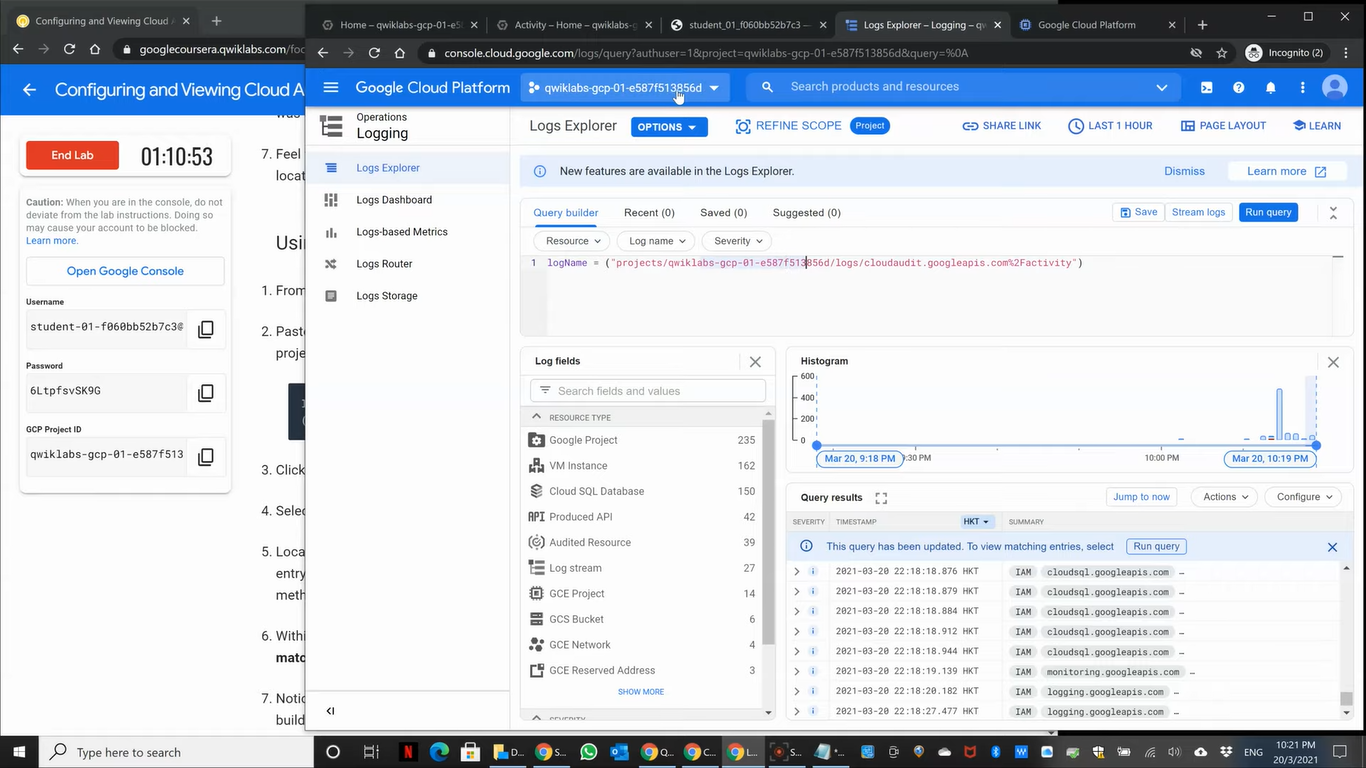 Configuring and Viewing Cloud A
googlecoursera.qwiklabs.com/foc
Configuring and Viewing Cloud A
End Lab
01:10:53
Caution: When you are in the console, do not
deviate from the lab instructions. Doing so
may cause your account to be blocked.
Learn more.
Open Google Console
Username
student-01-f060bb52b7c3@
Password
6LtpfsvSK9G
GCP Project ID
qwiklabs-gcp-01-e587f513
was
7. Feel
locat
Usin
1. From
2. Paste
proje
3. Click
4. Selec
5. Loca
entry
meth
6. Withi
matc
7. Notic
build
Home – qwiklabs-gcp-01-e5
Activity – Home – qwiklabs-g
student_01_f060bb52b7c3 —
Logs Explorer – Logging – qw
Google Cloud Platform
console.cloud.google.com/logs/query?authuser=1&project=qwiklabs-gcp-01-e587f513856d&query=%0A
Incognito (2)
Google Cloud Platform
qwiklabs-gcp-01-e587f513856d
Search products and resources
Operations
Logging
Logs Explorer
Logs Dashboard
Logs-based Metrics
Logs Router
Logs Storage
Logs Explorer
OPTIONS
REFINE SCOPE
Project
SHARE LINK
LAST 1 HOUR
PAGE LAYOUT
LEARN
New features are available in the Logs Explorer.
Dismiss
Learn more
Query builder
Recent (0)
Saved (0)
Suggested (0)
Save
Stream logs
Run query
Resource
Log name
Severity
1 logName = ("projects/qwiklabs-gcp-01-e587f513856d/logs/cloudaudit.googleapis.com%2Factivity")
Log fields
Search fields and values
RESOURCE TYPE
Google Project 235
VM Instance 162
Cloud SQL Database 150
Produced API 42
Audited Resource 39
Log stream 27
GCE Project 14
GCS Bucket 6
GCE Network 4
GCE Reserved Address 3
SHOW MORE
SEVERITY
Histogram
600
400
200
0
Mar 20, 9:18 PM
9:30 PM
10:00 PM
Mar 20, 10:19 PM
Query results
Jump to now
Actions
Configure
SEVERITY TIMESTAMP HKT SUMMARY
This query has been updated. To view matching entries, select Run query
2021-03-20 22:18:18.876 HKT IAM cloudsql.googleapis.com …
2021-03-20 22:18:18.879 HKT IAM cloudsql.googleapis.com …
2021-03-20 22:18:18.884 HKT IAM cloudsql.googleapis.com …
2021-03-20 22:18:18.912 HKT IAM cloudsql.googleapis.com …
2021-03-20 22:18:18.944 HKT IAM cloudsql.googleapis.com …
2021-03-20 22:18:19.139 HKT IAM monitoring.googleapis.com …
2021-03-20 22:18:20.182 HKT IAM logging.googleapis.com …
2021-03-20 22:18:27.477 HKT IAM logging.googleapis.com …
Type here to search
D...
S...
Q...
C...
L...
S...
ENG
10:21 PM
20/3/2021